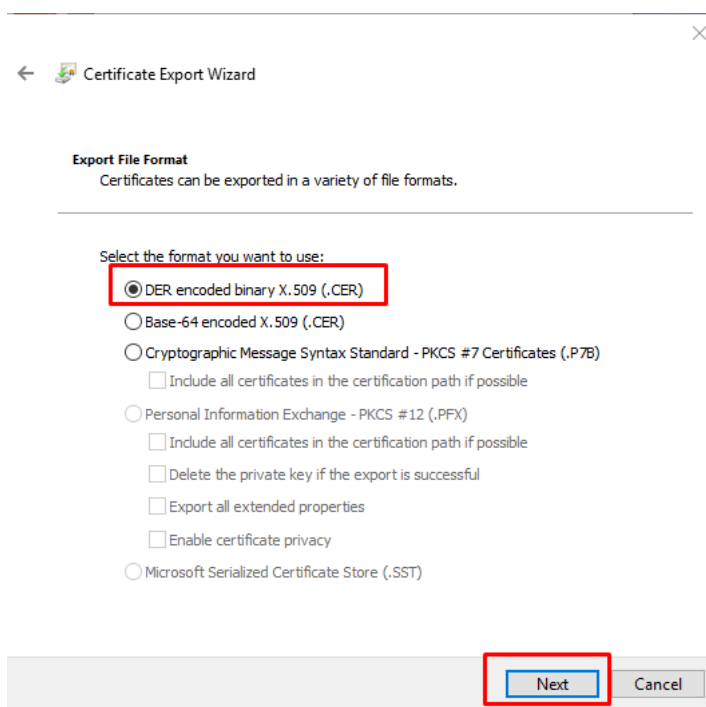 Certificate Export Wizard
Export File Format
Certificates can be exported in a variety of file formats.
Select the format you want to use:
DER encoded binary X.509 (.CER)
Base-64 encoded X.509 (.CER)
Cryptographic Message Syntax Standard - PKCS #7 Certificates (.P7B)
Include all certificates in the certification path if possible
Personal Information Exchange - PKCS #12 (.PFX)
Include all certificates in the certification path if possible
Delete the private key if the export is successful
Export all extended properties
Enable certificate privacy
Microsoft Serialized Certificate Store (.SST)
Next Cancel